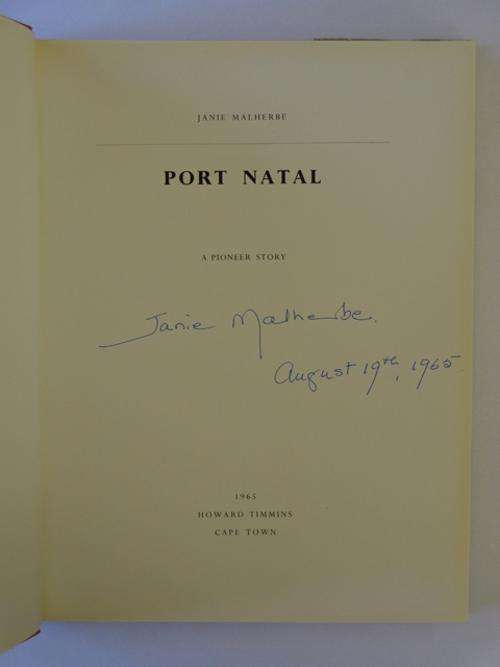 JANIE MALHERBE
PORT NATAL
A PIONEER STORY
Janie Malherbe.
August 19th, 1965
1965
HOWARD TIMMINS
CAPE TOWN